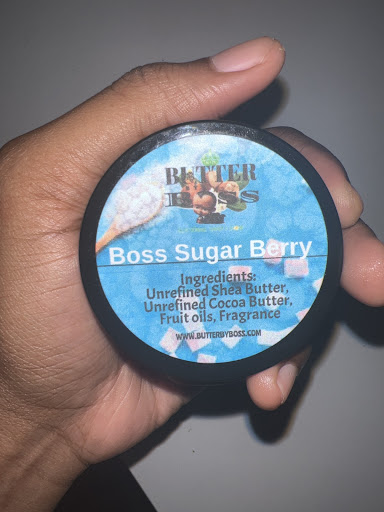 BUTTER
BOSS
Boss Sugar Berry
Ingredients:
Unrefined Shea Butter,
Unrefined Cocoa Butter,
Fruit oils, Fragrance
WWW.BUTTERBYBOSS.COM